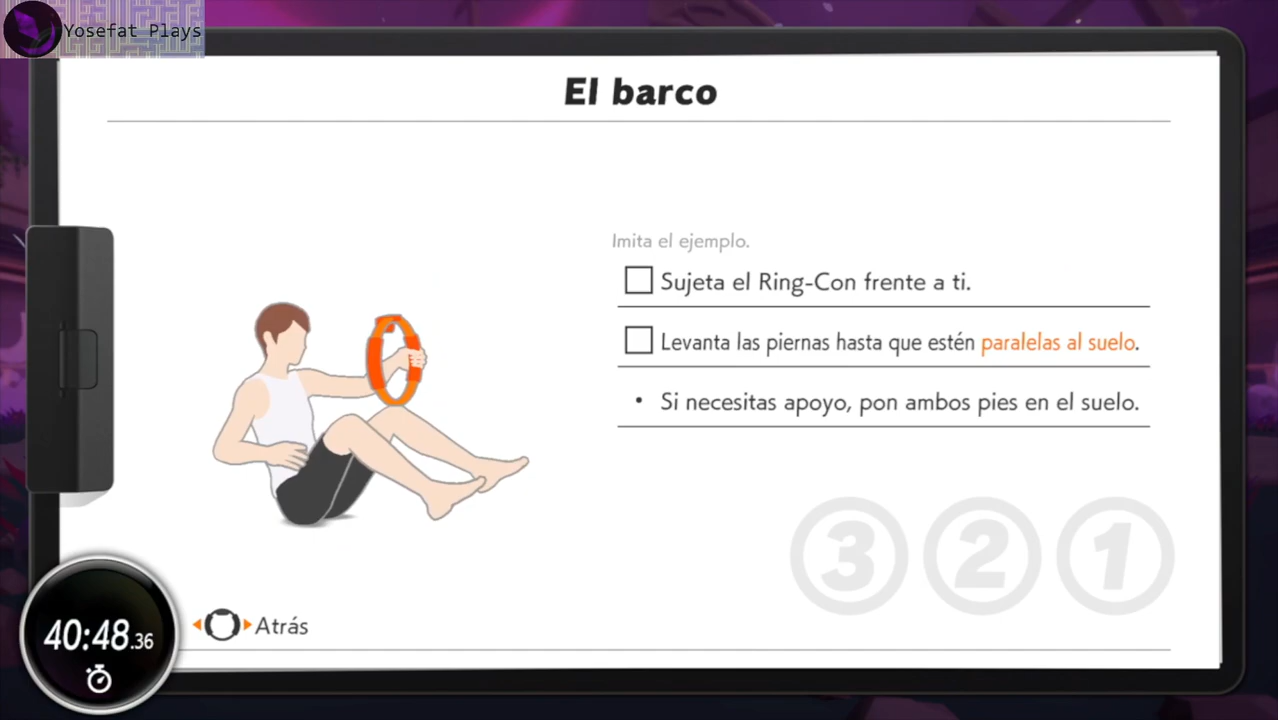 Yosefat Plays
El barco
Imita el ejemplo.
Sujeta el Ring-Con frente a ti.
Levanta las piernas hasta que estén paralelas al suelo.
• Si necesitas apoyo, pon ambos pies en el suelo.
3 2 1
Atrás
40:48.36